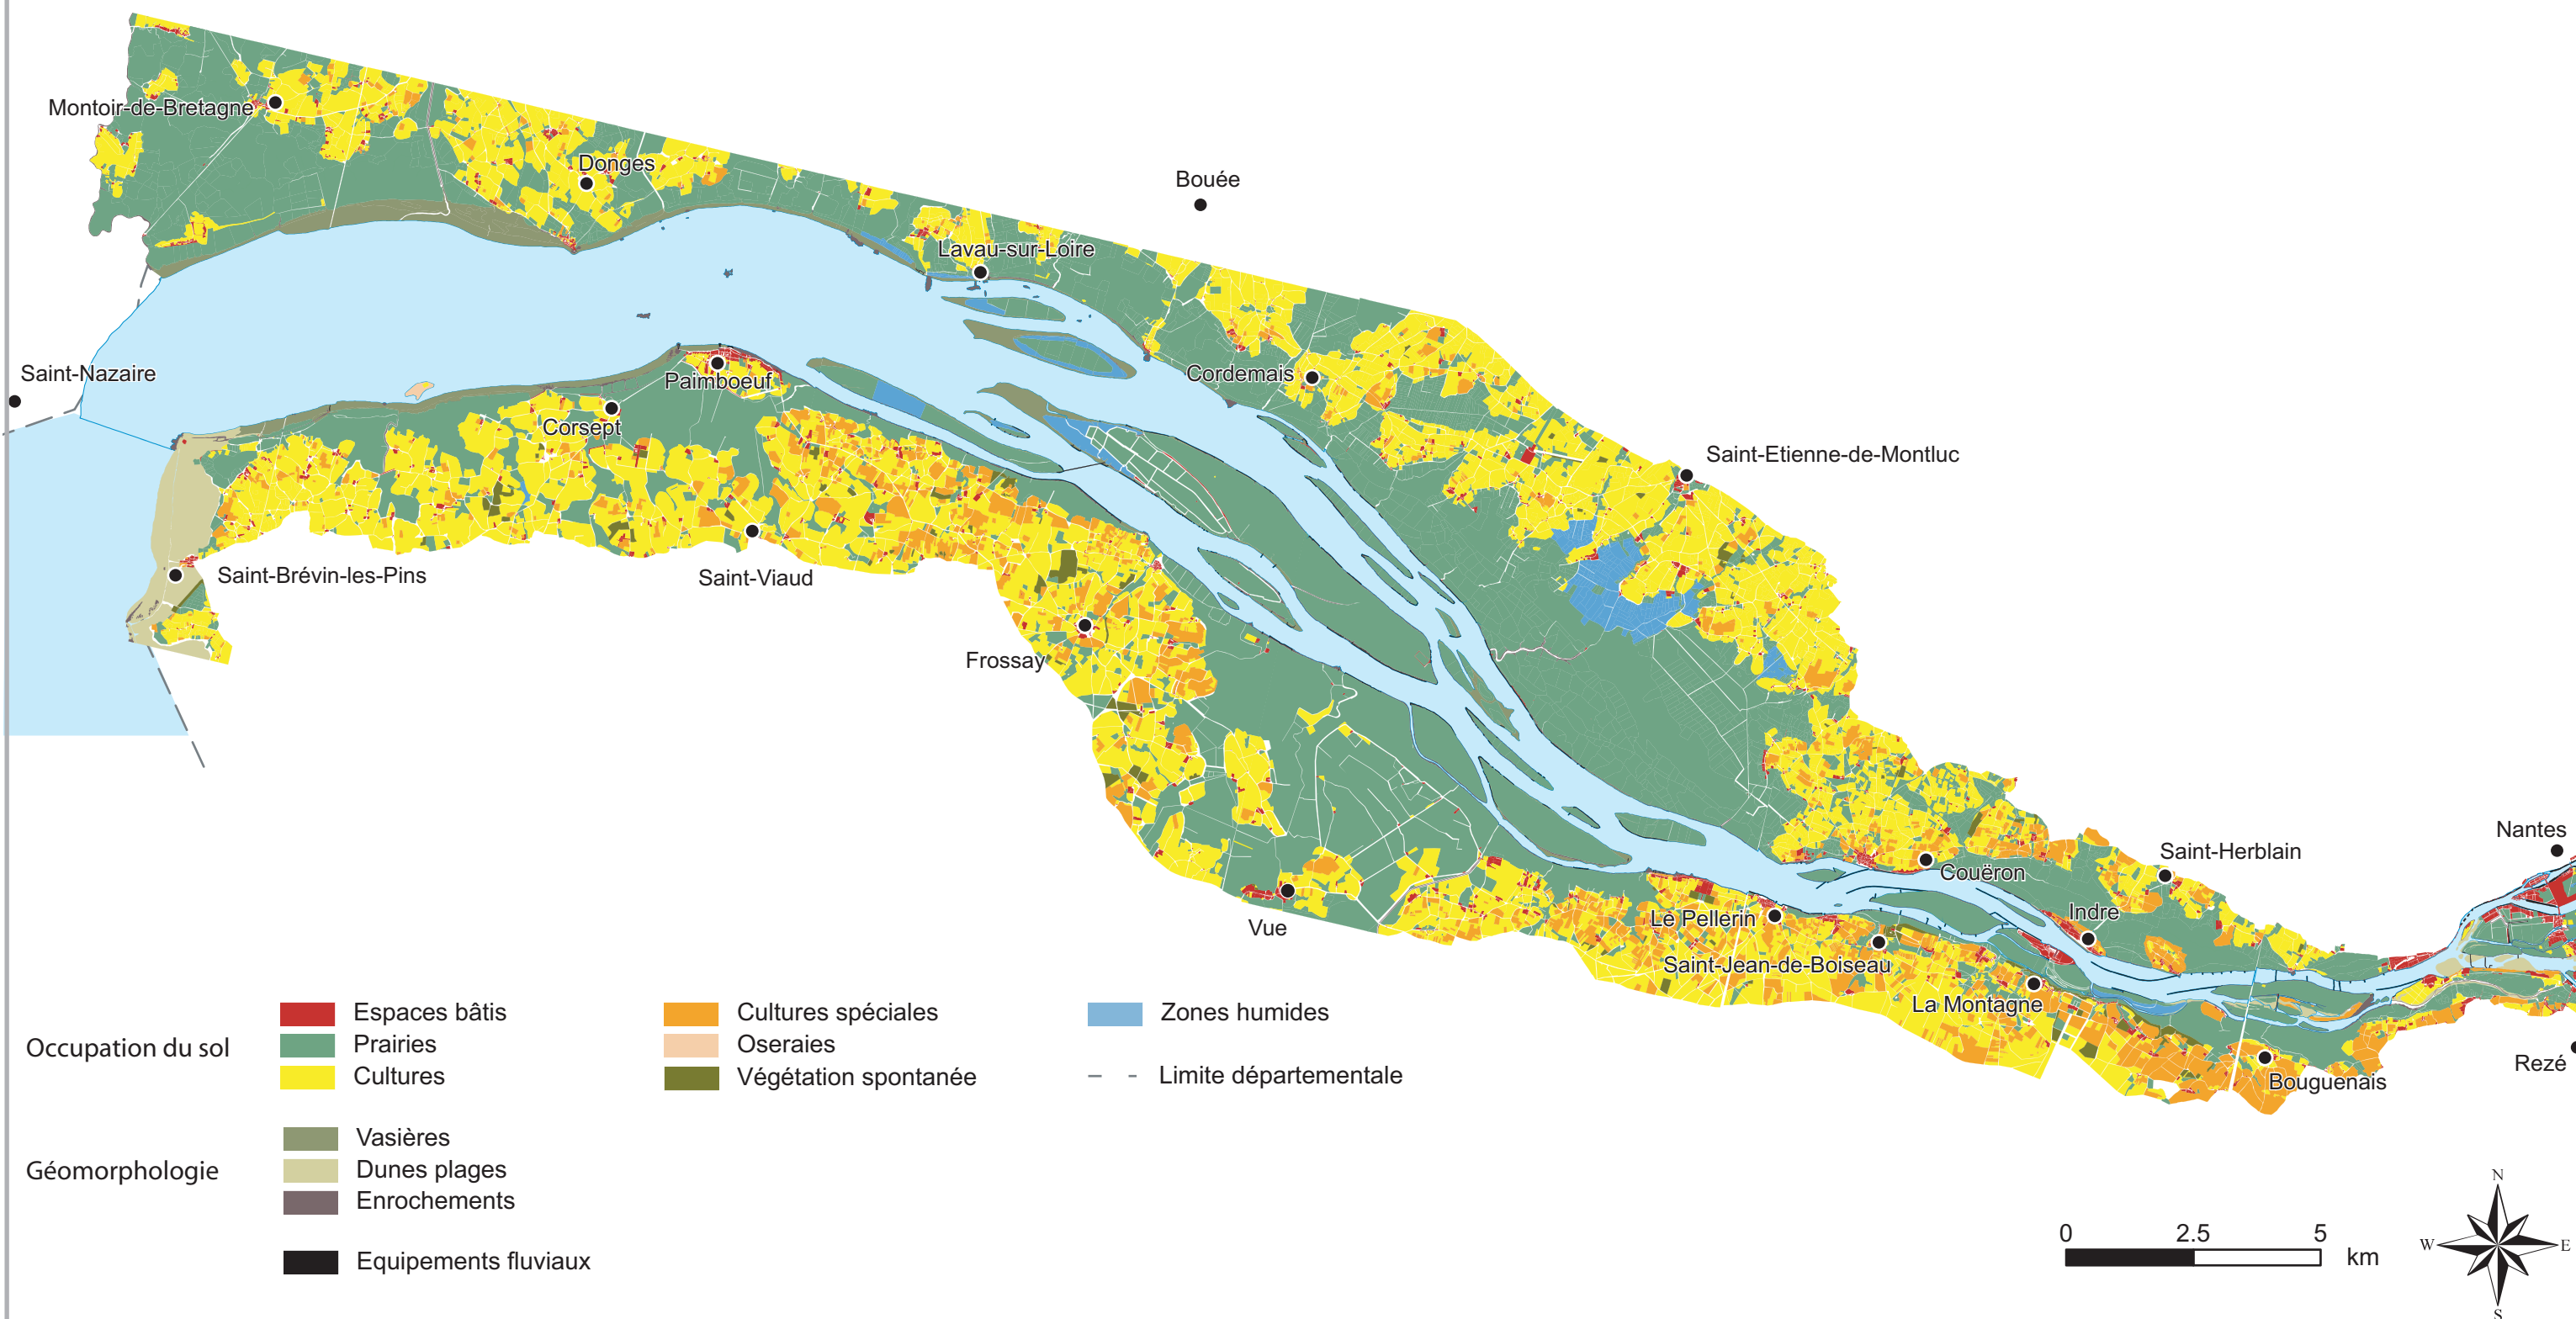 Montoir-de-Bretagne
Donges
Bouée
Lavau-sur-Loire
Saint-Nazaire
Paimboeuf
Cordemais
Corsept
Saint-Etienne-de-Montluc
Saint-Brévin-les-Pins
Saint-Viaud
Frossay
Nantes
Saint-Herblain
Couëron
Indre
Le Pellerin
Vue
Saint-Jean-de-Boiseau
La Montagne
Rezé
Bouguenais
Occupation du sol
Espaces bâtis
Prairies
Cultures
Cultures spéciales
Oseraies
Végétation spontanée
Zones humides
Limite départementale
Géomorphologie
Vasières
Dunes plages
Enrochements
Equipements fluviaux
0 2.5 5
km
N
W E
S